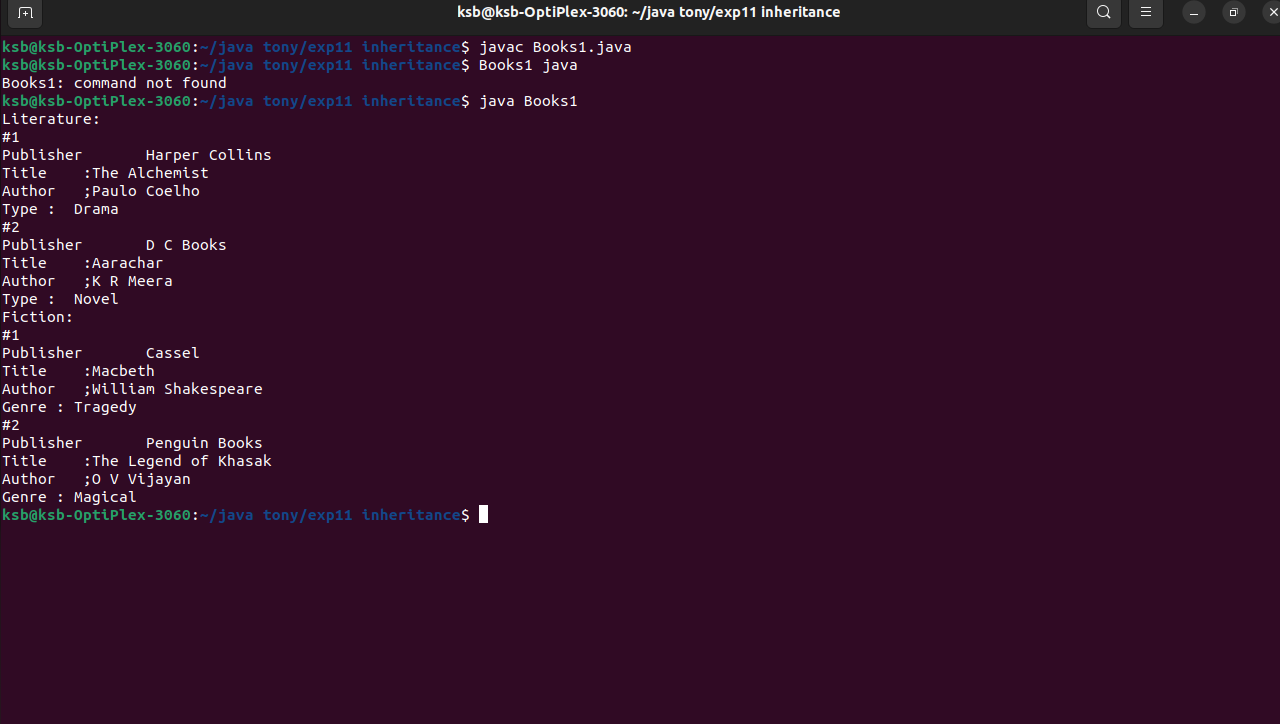 ksb@ksb-OptiPlex-3060: ~/java tony/exp11 inheritance
ksb@ksb-OptiPlex-3060:~/java tony/exp11 inheritance$ javac Books1.java
ksb@ksb-OptiPlex-3060:~/java tony/exp11 inheritance$ Books1 java
Books1: command not found
ksb@ksb-OptiPlex-3060:~/java tony/exp11 inheritance$ java Books1
Literature:
#1
Publisher       Harper Collins
Title    :The Alchemist
Author   ;Paulo Coelho
Type :  Drama
#2
Publisher       D C Books
Title    :Aarachar
Author   ;K R Meera
Type :  Novel
Fiction:
#1
Publisher       Cassel
Title    :Macbeth
Author   ;William Shakespeare
Genre : Tragedy
#2
Publisher       Penguin Books
Title    :The Legend of Khasak
Author   ;O V Vijayan
Genre : Magical
ksb@ksb-OptiPlex-3060:~/java tony/exp11 inheritance$